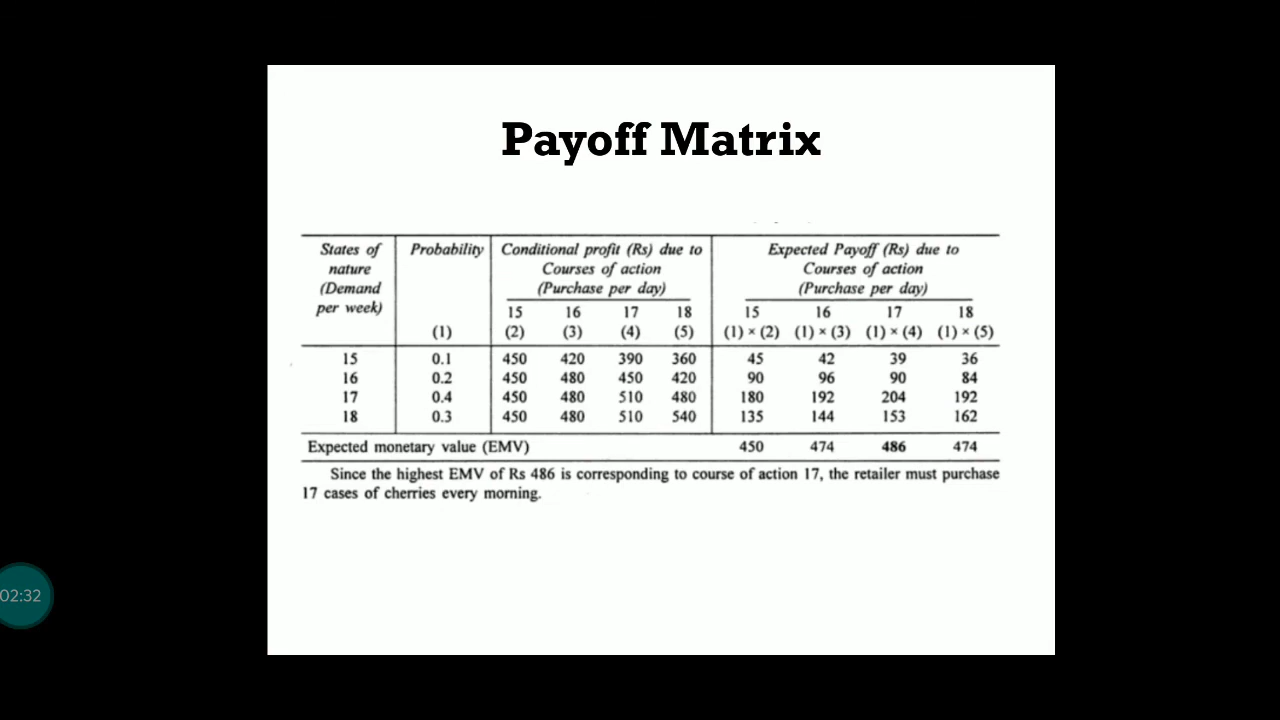 Payoff Matrix
States of nature (Demand per week) Probability Conditional profit (Rs) due to Courses of action (Purchase per day) Expected Payoff (Rs) due to Courses of action (Purchase per day)
15 16 17 18 15 16 17 18
(1) (2) (3) (4) (5) (1) × (2) (1) × (3) (1) × (4) (1) × (5)
15 0.1 450 420 390 360 45 42 39 36
16 0.2 450 480 450 420 90 96 90 84
17 0.4 450 480 510 480 180 192 204 192
18 0.3 450 480 510 540 135 144 153 162
Expected monetary value (EMV) 450 474 486 474
Since the highest EMV of Rs 486 is corresponding to course of action 17, the retailer must purchase
17 cases of cherries every morning.
02:32